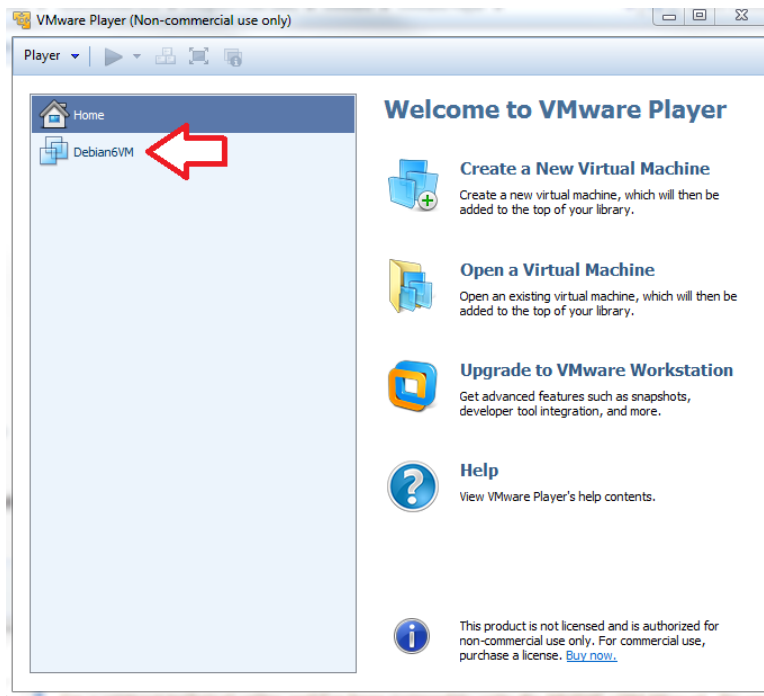 VMware Player (Non-commercial use only)
Player
Home
Debian6VM
Welcome to VMware Player
Create a New Virtual Machine
Create a new virtual machine, which will then be
added to the top of your library.
Open a Virtual Machine
Open an existing virtual machine, which will then be
added to the top of your library.
Upgrade to VMware Workstation
Get advanced features such as snapshots,
developer tool integration, and more.
Help
View VMware Player's help contents.
This product is not licensed and is authorized for
non-commercial use only. For commercial use,
purchase a license. Buy now.